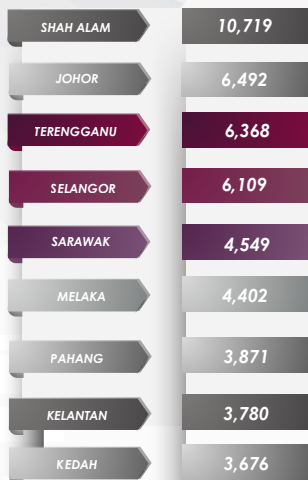 SHAH ALAM 10,719
JOHOR 6,492
TERENGGANU 6,368
SELANGOR 6,109
SARAWAK 4,549
MELAKA 4,402
PAHANG 3,871
KELANTAN 3,780
KEDAH 3,676